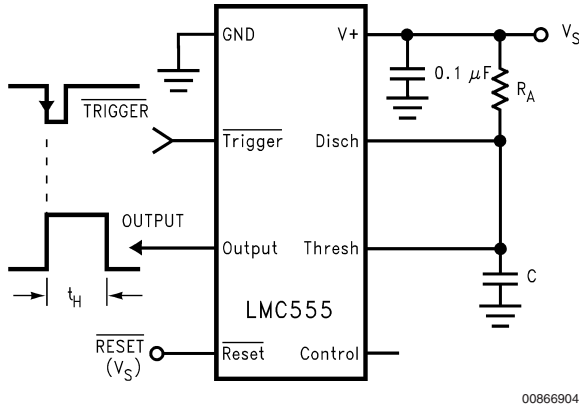 GND
V+
V_S
0.1 μF
R_A
TRIGGER
Trigger
Disch
OUTPUT
Output
Thresh
C
t_H
LMC555
RESET
(V_S)
Reset
Control
00866904